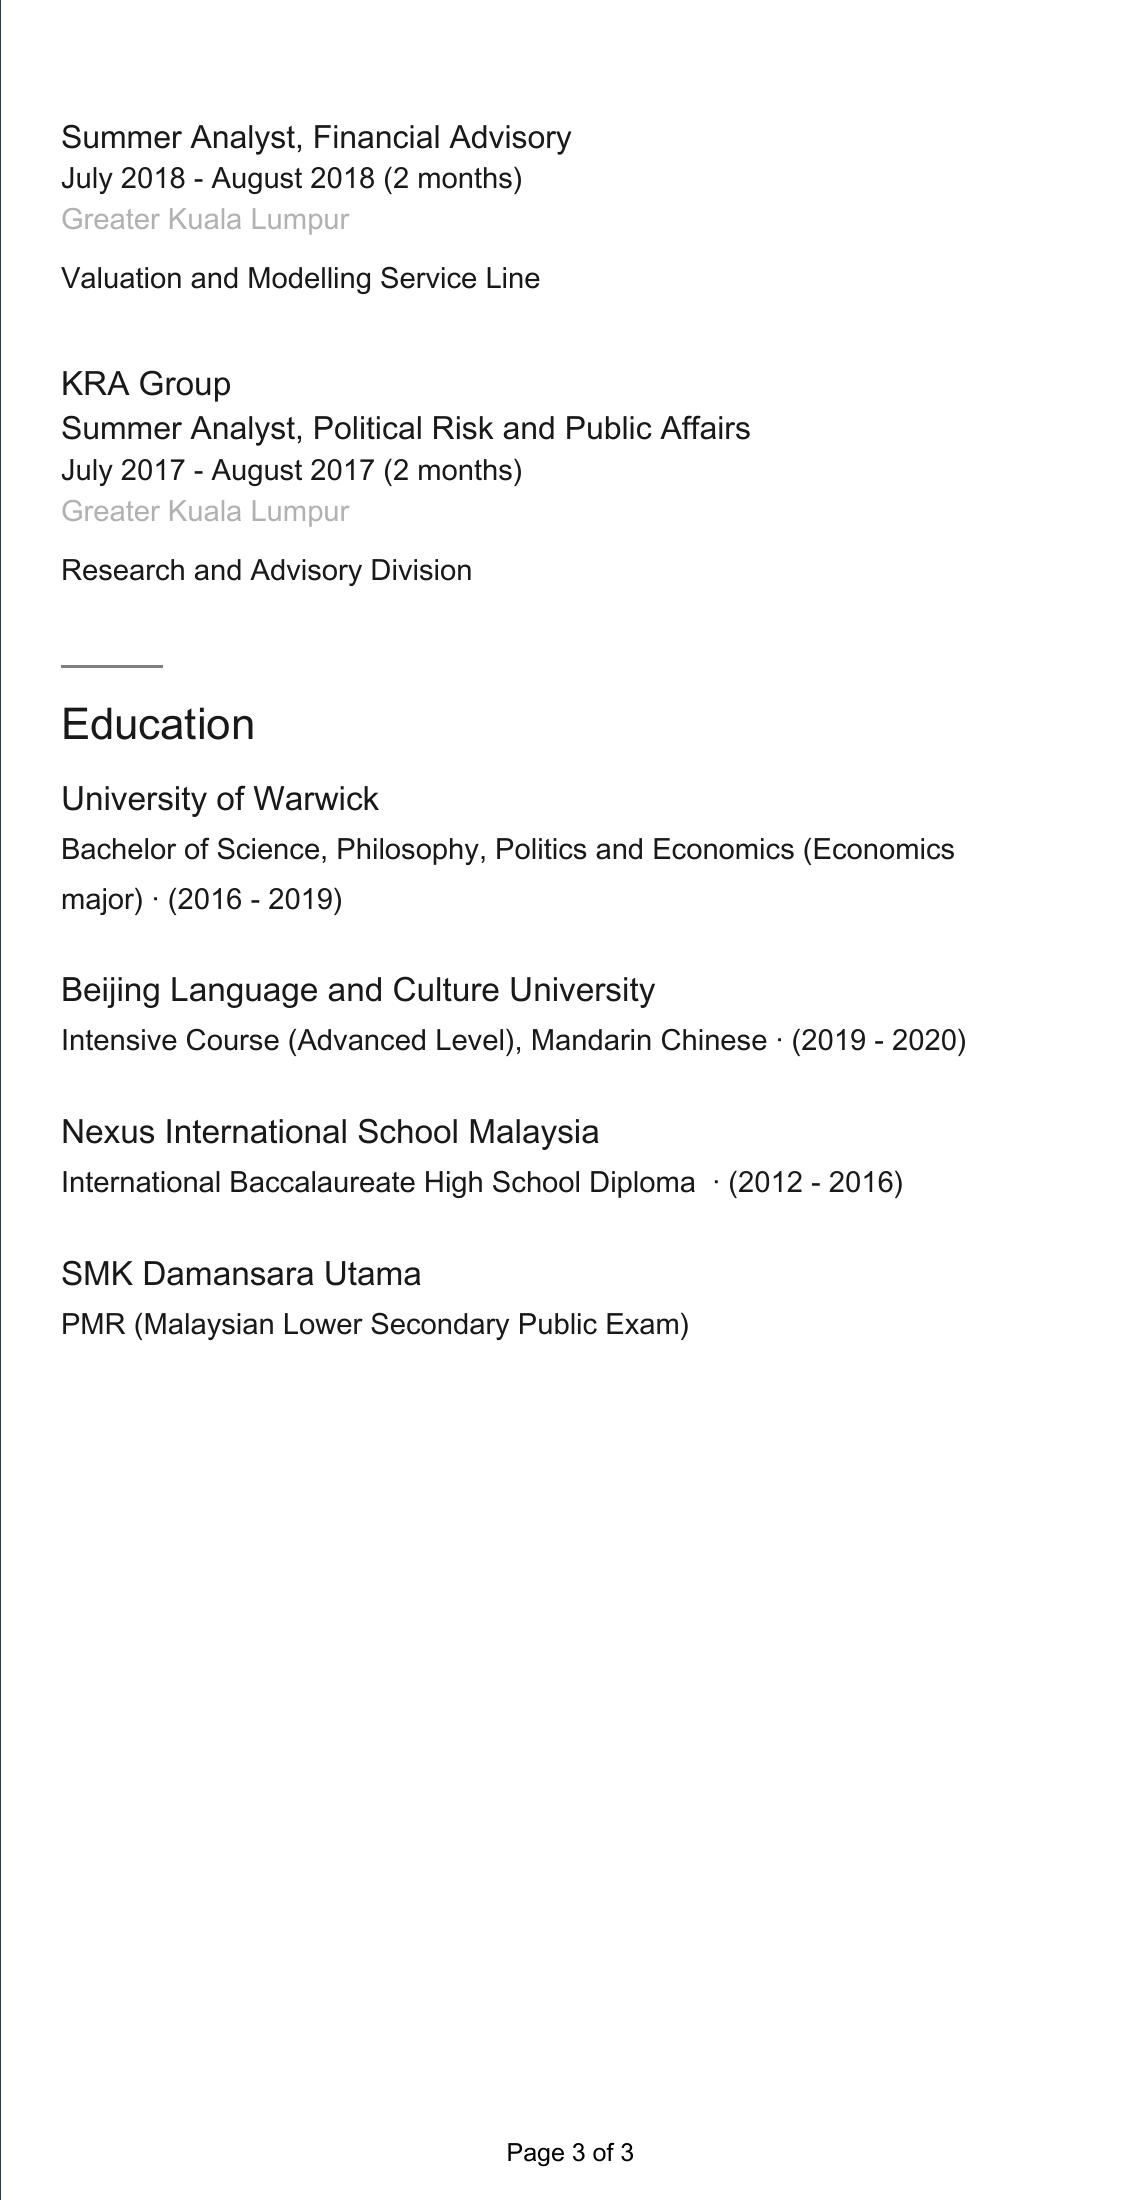 Summer Analyst, Financial Advisory
July 2018 - August 2018 (2 months)
Greater Kuala Lumpur
Valuation and Modelling Service Line
KRA Group
Summer Analyst, Political Risk and Public Affairs
July 2017 - August 2017 (2 months)
Greater Kuala Lumpur
Research and Advisory Division
Education
University of Warwick
Bachelor of Science, Philosophy, Politics and Economics (Economics
major) · (2016 - 2019)
Beijing Language and Culture University
Intensive Course (Advanced Level), Mandarin Chinese · (2019 - 2020)
Nexus International School Malaysia
International Baccalaureate High School Diploma  · (2012 - 2016)
SMK Damansara Utama
PMR (Malaysian Lower Secondary Public Exam)
Page 3 of 3